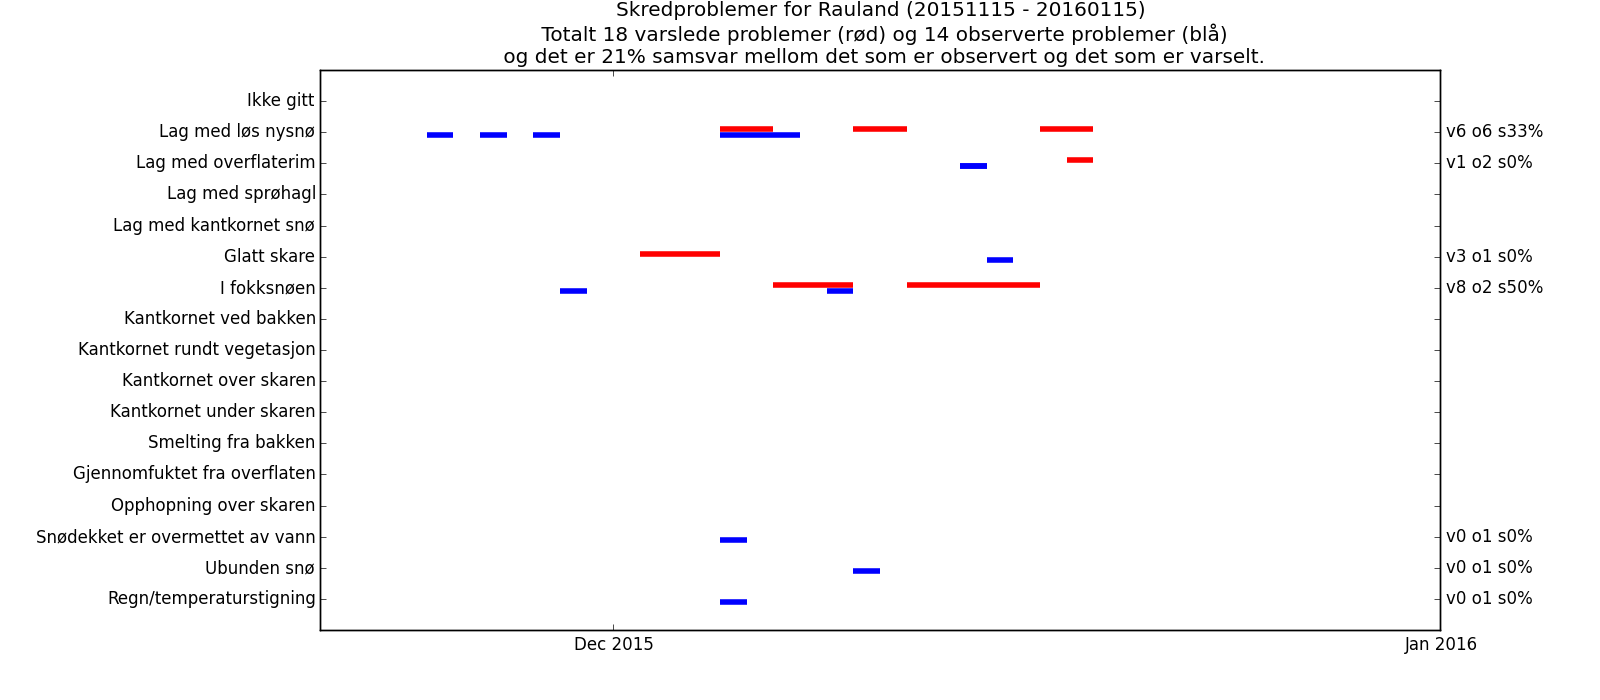 Skredproblemer for Rauland (20151115 - 20160115)
Totalt 18 varslede problemer (rød) og 14 observerte problemer (blå)
og det er 21% samsvar mellom det som er observert og det som er varselt.
Ikke gitt
Lag med løs nysnø v6 o6 s33%
Lag med overflaterim v1 o2 s0%
Lag med sprøhagl
Lag med kantkornet snø
Glatt skare v3 o1 s0%
I fokksnøen v8 o2 s50%
Kantkornet ved bakken
Kantkornet rundt vegetasjon
Kantkornet over skaren
Kantkornet under skaren
Smelting fra bakken
Gjennomfuktet fra overflaten
Opphopning over skaren
Snødekket er overmettet av vann v0 o1 s0%
Ubunden snø v0 o1 s0%
Regn/temperaturstigning v0 o1 s0%
Dec 2015 Jan 2016